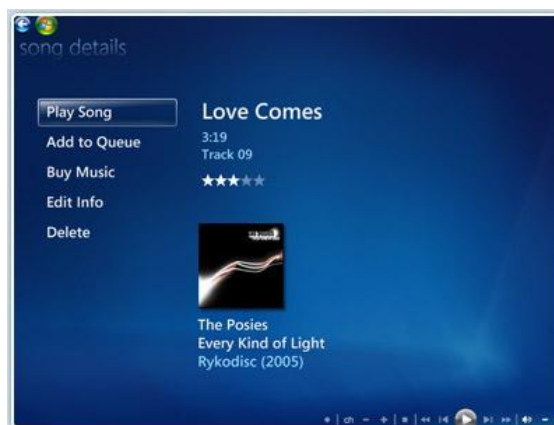 song details
Play Song
Add to Queue
Buy Music
Edit Info
Delete
Love Comes
3:19
Track 09
The Posies
Every Kind of Light
Rykodisc (2005)
ch